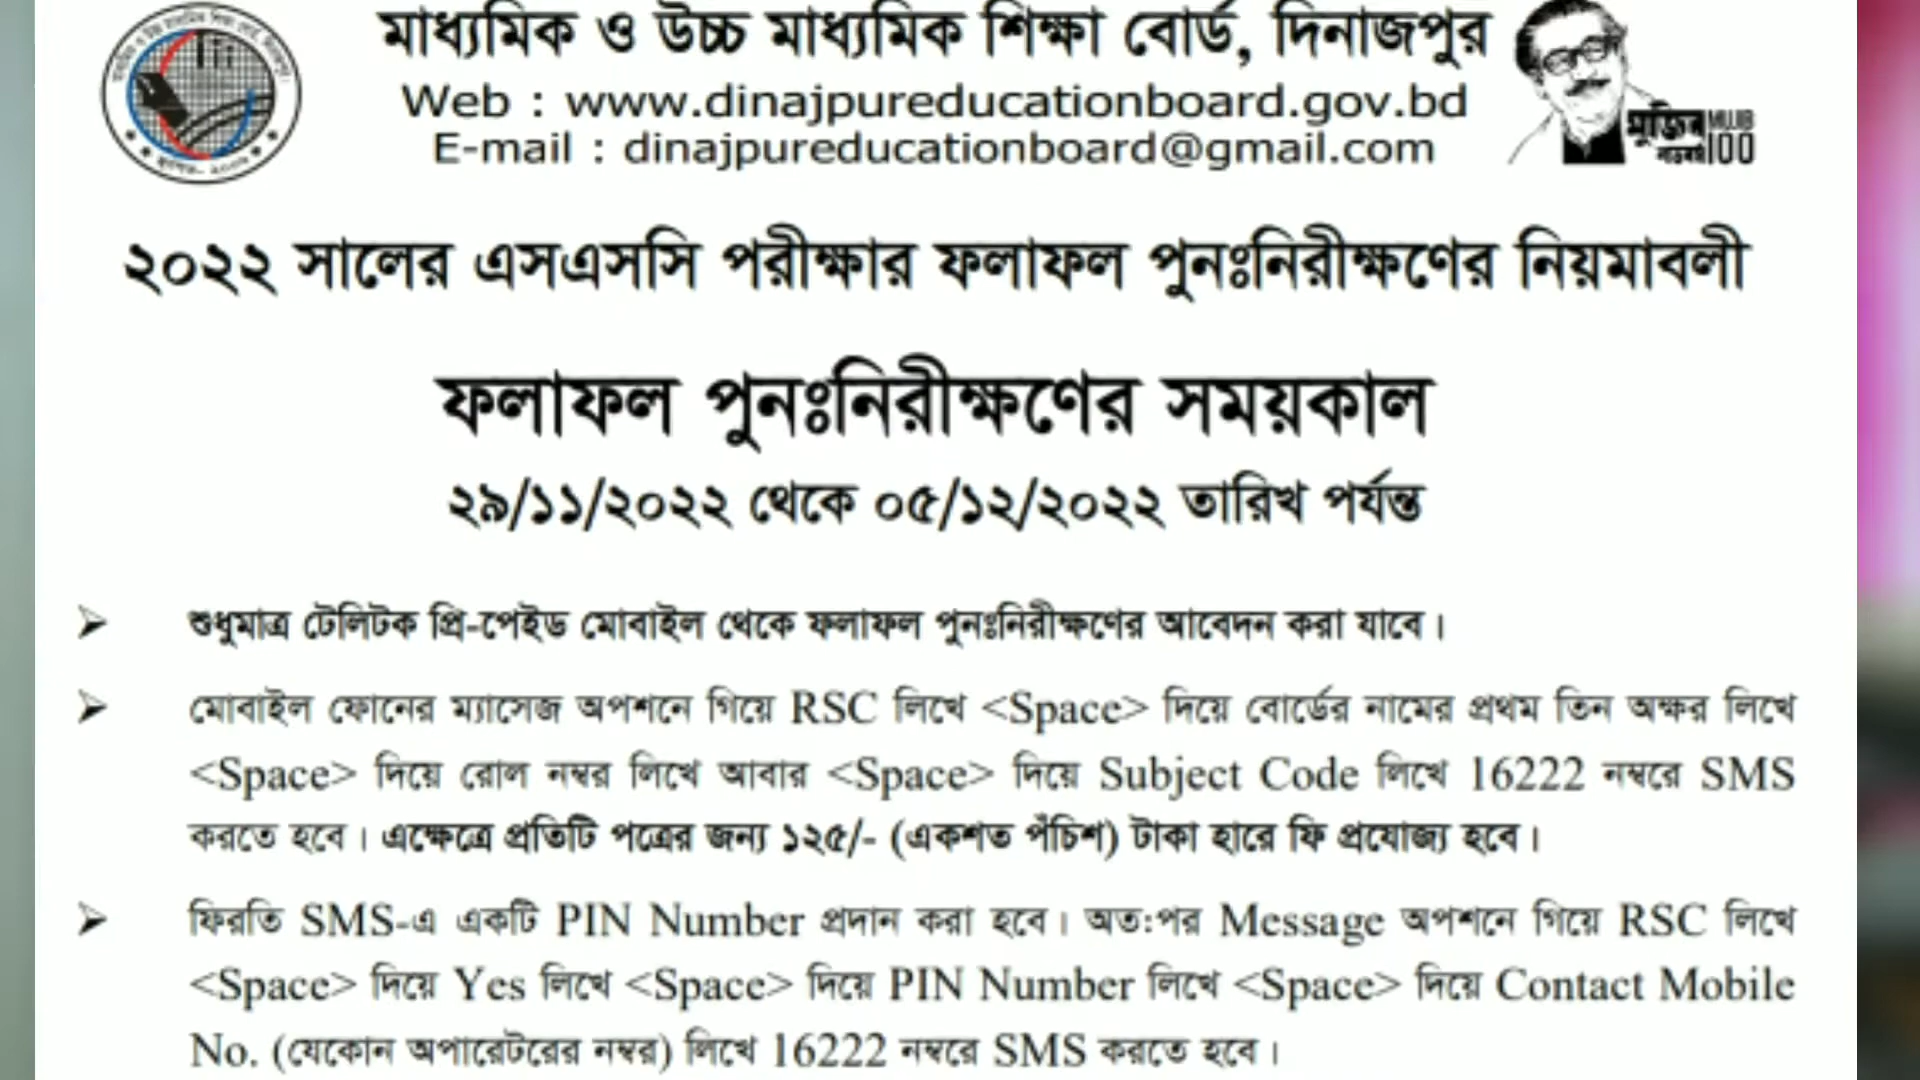 মাধ্যমিক ও উচ্চ মাধ্যমিক শিক্ষা বোর্ড, দিনাজপুর
Web : www.dinajpureducationboard.gov.bd
E-mail : dinajpureducationboard@gmail.com
মুজিব MUJIB
শতবর্ষ 100
২০২২ সালের এসএসসি পরীক্ষার ফলাফল পুনঃনিরীক্ষণের নিয়মাবলী
ফলাফল পুনঃনিরীক্ষণের সময়কাল
২৯/১১/২০২২ থেকে ০৫/১২/২০২২ তারিখ পর্যন্ত
➢ শুধুমাত্র টেলিটক প্রি-পেইড মোবাইল থেকে ফলাফল পুনঃনিরীক্ষণের আবেদন করা যাবে।
➢ মোবাইল ফোনের ম্যাসেজ অপশনে গিয়ে RSC লিখে <Space> দিয়ে বোর্ডের নামের প্রথম তিন অক্ষর লিখে
<Space> দিয়ে রোল নম্বর লিখে আবার <Space> দিয়ে Subject Code লিখে 16222 নম্বরে SMS
করতে হবে। এক্ষেত্রে প্রতিটি পত্রের জন্য ১২৫/- (একশত পঁচিশ) টাকা হারে ফি প্রযোজ্য হবে।
➢ ফিরতি SMS-এ একটি PIN Number প্রদান করা হবে। অত:পর Message অপশনে গিয়ে RSC লিখে
<Space> দিয়ে Yes লিখে <Space> দিয়ে PIN Number লিখে <Space> দিয়ে Contact Mobile
No. (যেকোন অপারেটরের নম্বর) লিখে 16222 নম্বরে SMS করতে হবে।